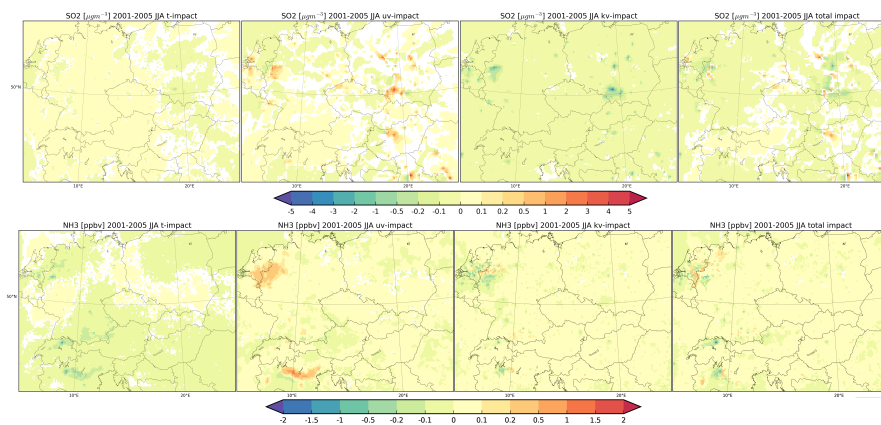 SO2 [μgm⁻³] 2001-2005 JJA t-impact
SO2 [μgm⁻³] 2001-2005 JJA uv-impact
SO2 [μgm⁻³] 2001-2005 JJA kv-impact
SO2 [μgm⁻³] 2001-2005 JJA total impact
50°N
10°E
10°E 20°E
10°E 20°E
10°E 20°E
-5 -4 -3 -2 -1 -0.5 -0.2 -0.1 0 0.1 0.2 0.5 1 2 3 4 5
NH3 [ppbv] 2001-2005 JJA t-impact
NH3 [ppbv] 2001-2005 JJA uv-impact
NH3 [ppbv] 2001-2005 JJA kv-impact
NH3 [ppbv] 2001-2005 JJA total impact
50°N
10°E 20°E
10°E 20°E
10°E 20°E
10°E 20°E
-2 -1.5 -1 -0.5 -0.2 -0.1 0 0.1 0.2 0.5 1 1.5 2